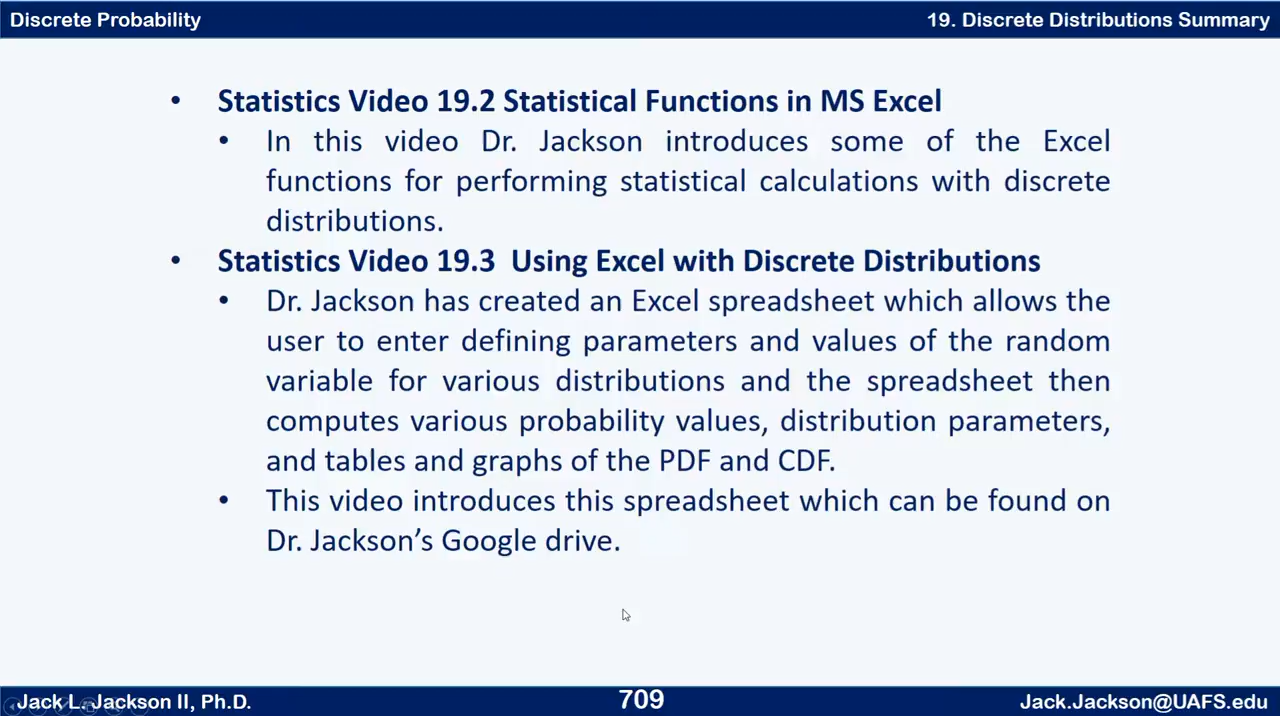 Discrete Probability
19. Discrete Distributions Summary
• Statistics Video 19.2 Statistical Functions in MS Excel
• In this video Dr. Jackson introduces some of the Excel
functions for performing statistical calculations with discrete
distributions.
• Statistics Video 19.3 Using Excel with Discrete Distributions
• Dr. Jackson has created an Excel spreadsheet which allows the
user to enter defining parameters and values of the random
variable for various distributions and the spreadsheet then
computes various probability values, distribution parameters,
and tables and graphs of the PDF and CDF.
• This video introduces this spreadsheet which can be found on
Dr. Jackson’s Google drive.
Jack L. Jackson II, Ph.D.
709
Jack.Jackson@UAFS.edu